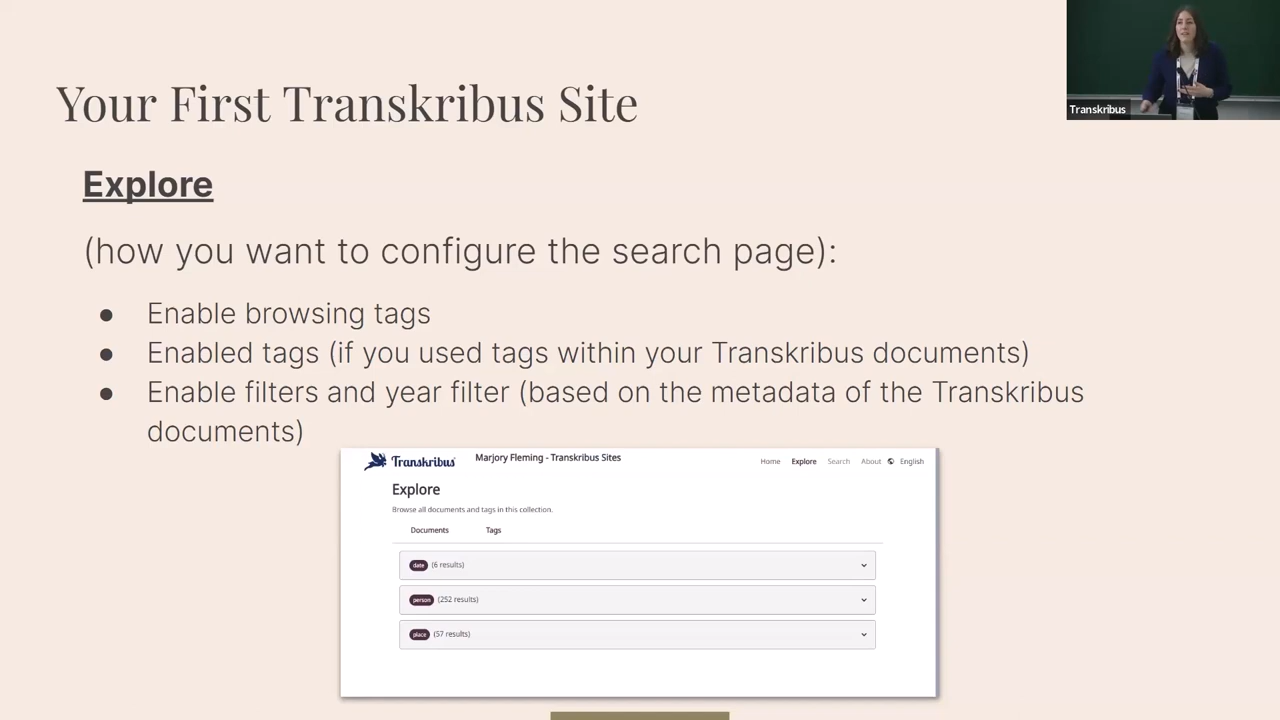 Your First Transkribus Site
Transkribus
Explore
(how you want to configure the search page):
● Enable browsing tags
● Enabled tags (if you used tags within your Transkribus documents)
● Enable filters and year filter (based on the metadata of the Transkribus
documents)
Transkribus Marjory Fleming - Transkribus Sites Home Explore Search About English
Explore
Browse all documents and tags in this collection.
Documents Tags
date (6 results)
person (252 results)
place (57 results)